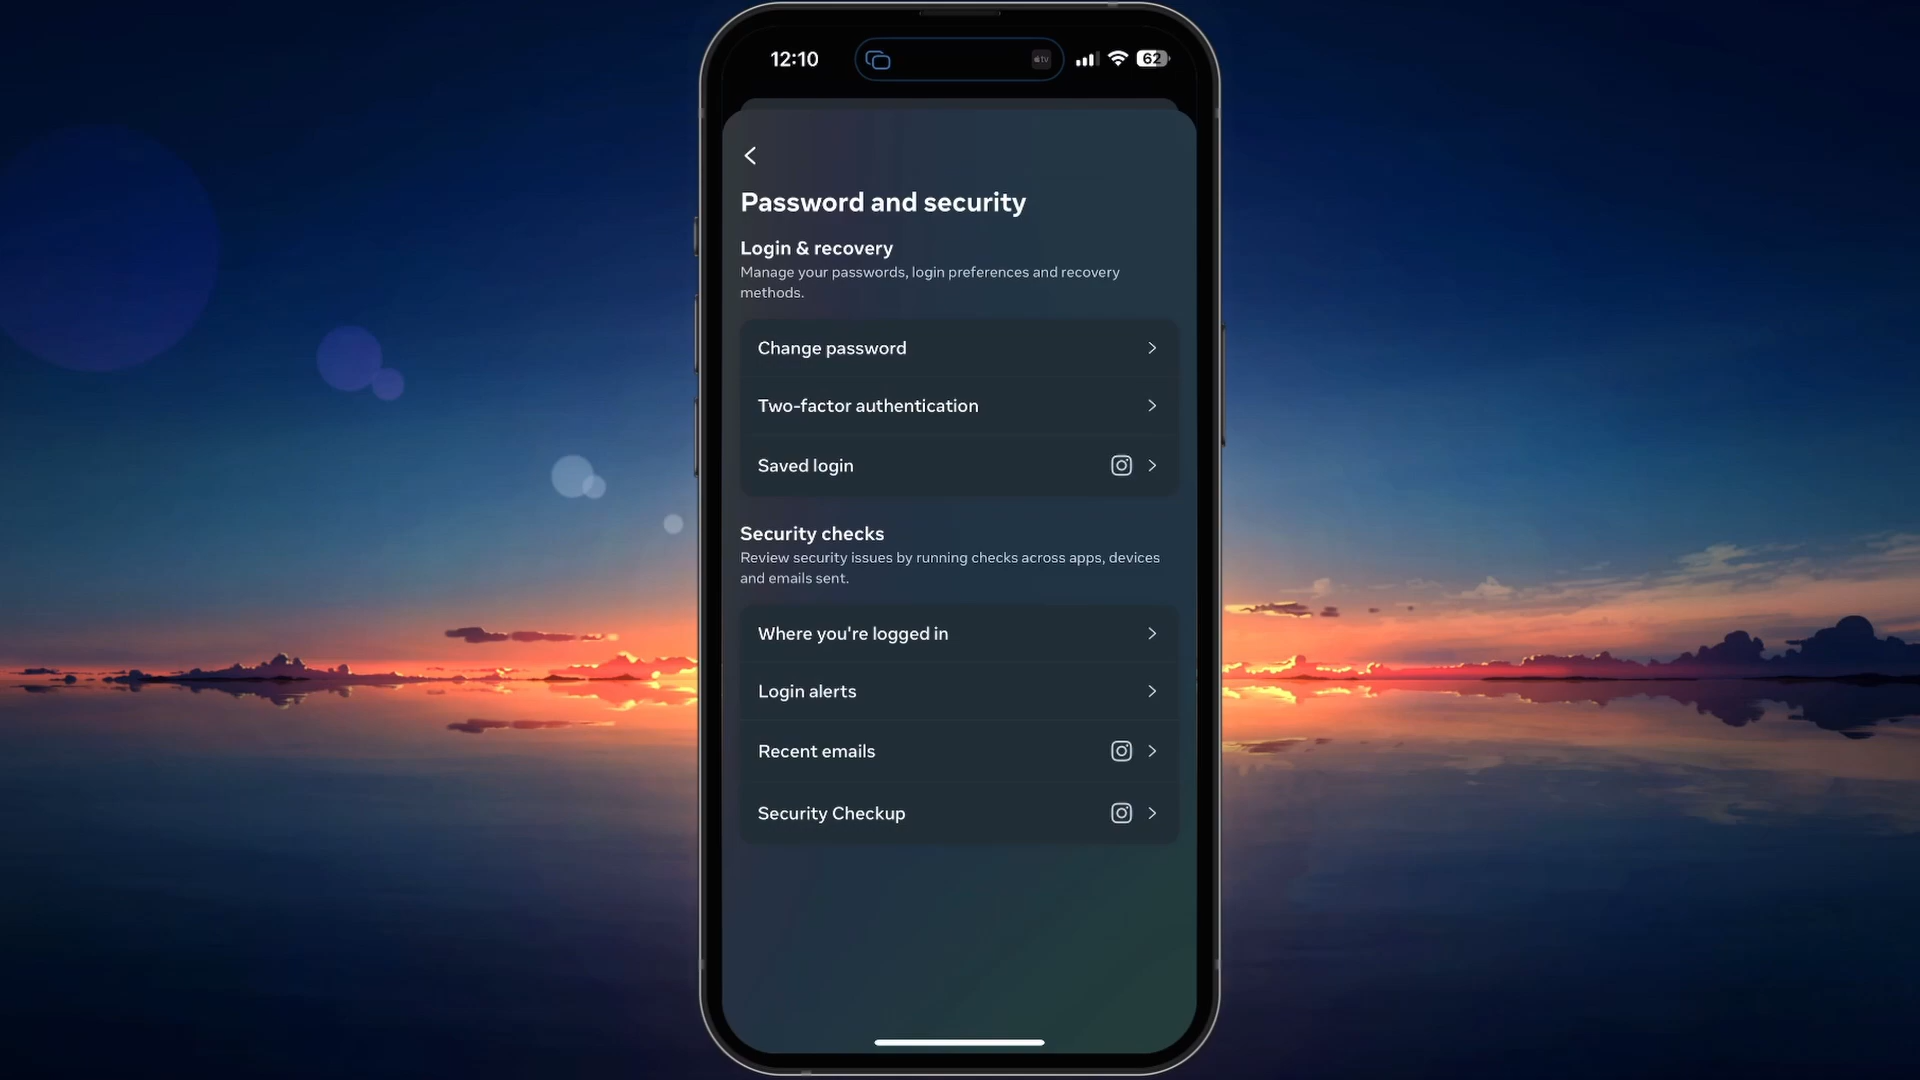 12:10
tv
62
Password and security
Login & recovery
Manage your passwords, login preferences and recovery
methods.
Change password
Two-factor authentication
Saved login
Security checks
Review security issues by running checks across apps, devices
and emails sent.
Where you're logged in
Login alerts
Recent emails
Security Checkup